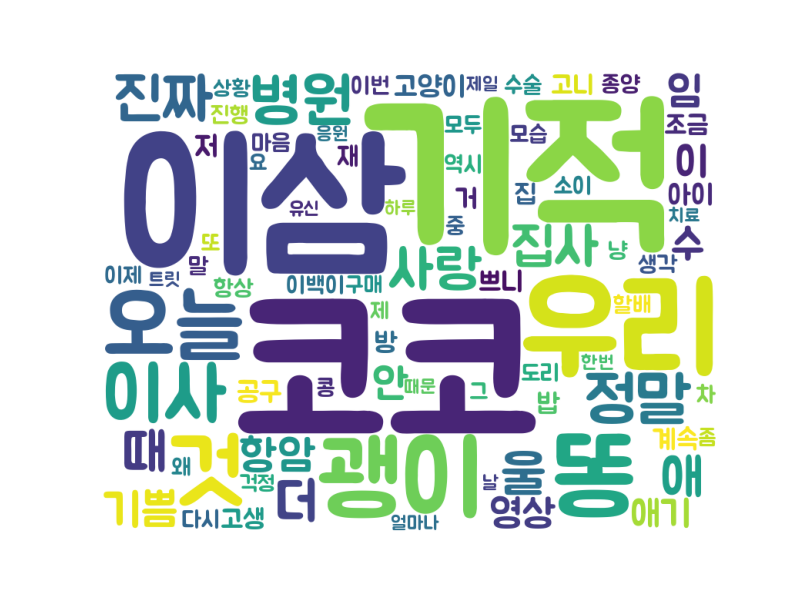 진짜 상황 병원 이번 고양이 제일 수술 고니 종양 임
진행 응원 기적 조금
이삼 저 마음 재 모두 모습 이
요 역시 거 집 소이 아이
유신 하루 중 치료
또 말 사랑 쁘니 집사 냥 수
이제 트릿 항상 이백이구매 생각
오늘 코코 제 방 우리 할배
이사 공구 콩 안 때문 그 도리 한번 밥 정말 차
때 왜 것 항암 괭이 울 똥 계속 좀
걱정 날 애
기쁨 다시 고생 더 얼마나 영상 얘기